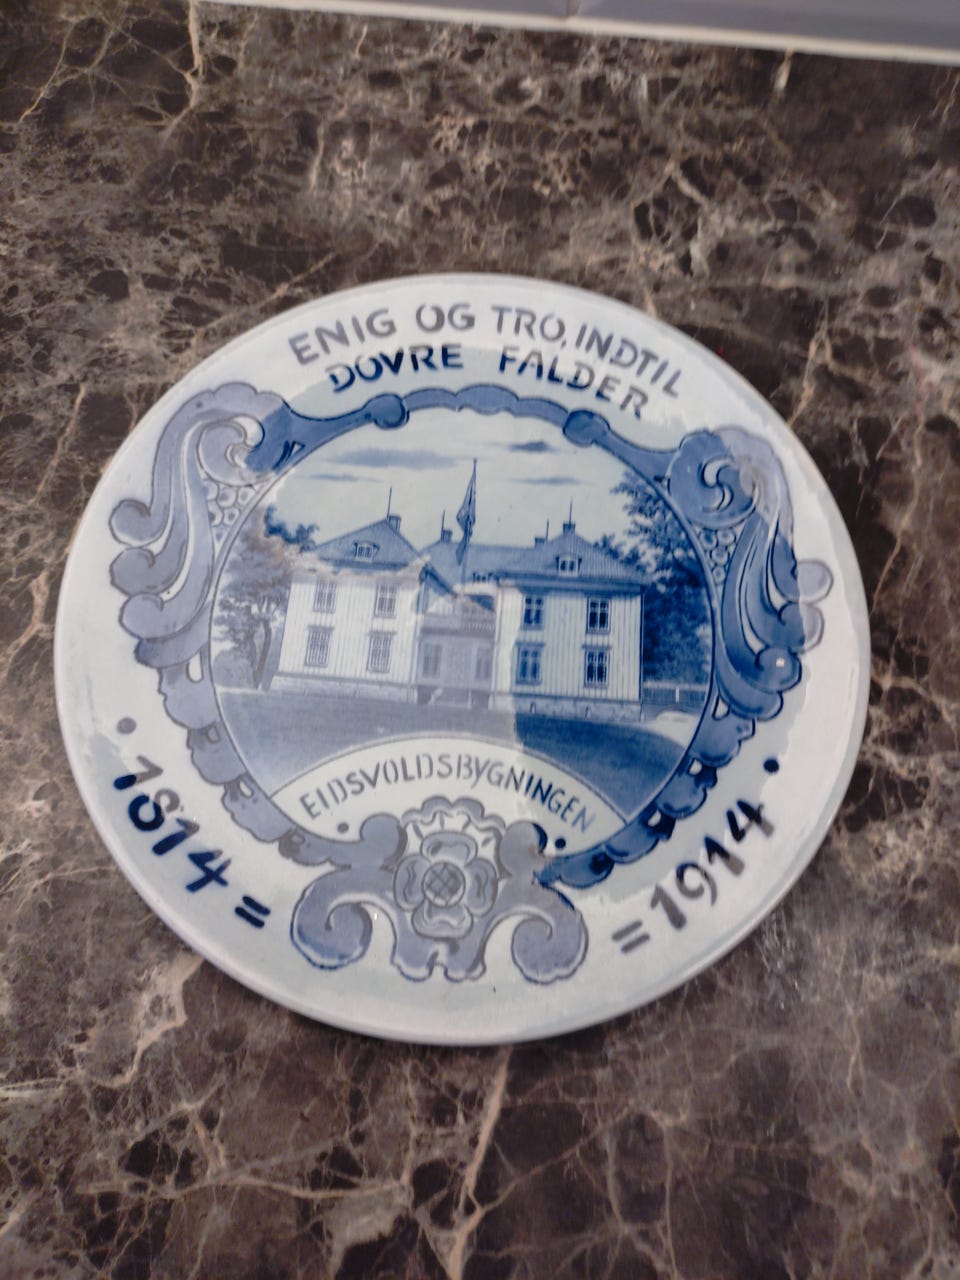 ENIG OG TRO, INDTIL
DOVRE FALDER
EIDSVOLDSBYGNINGEN
• 1814 =
= 1914 •